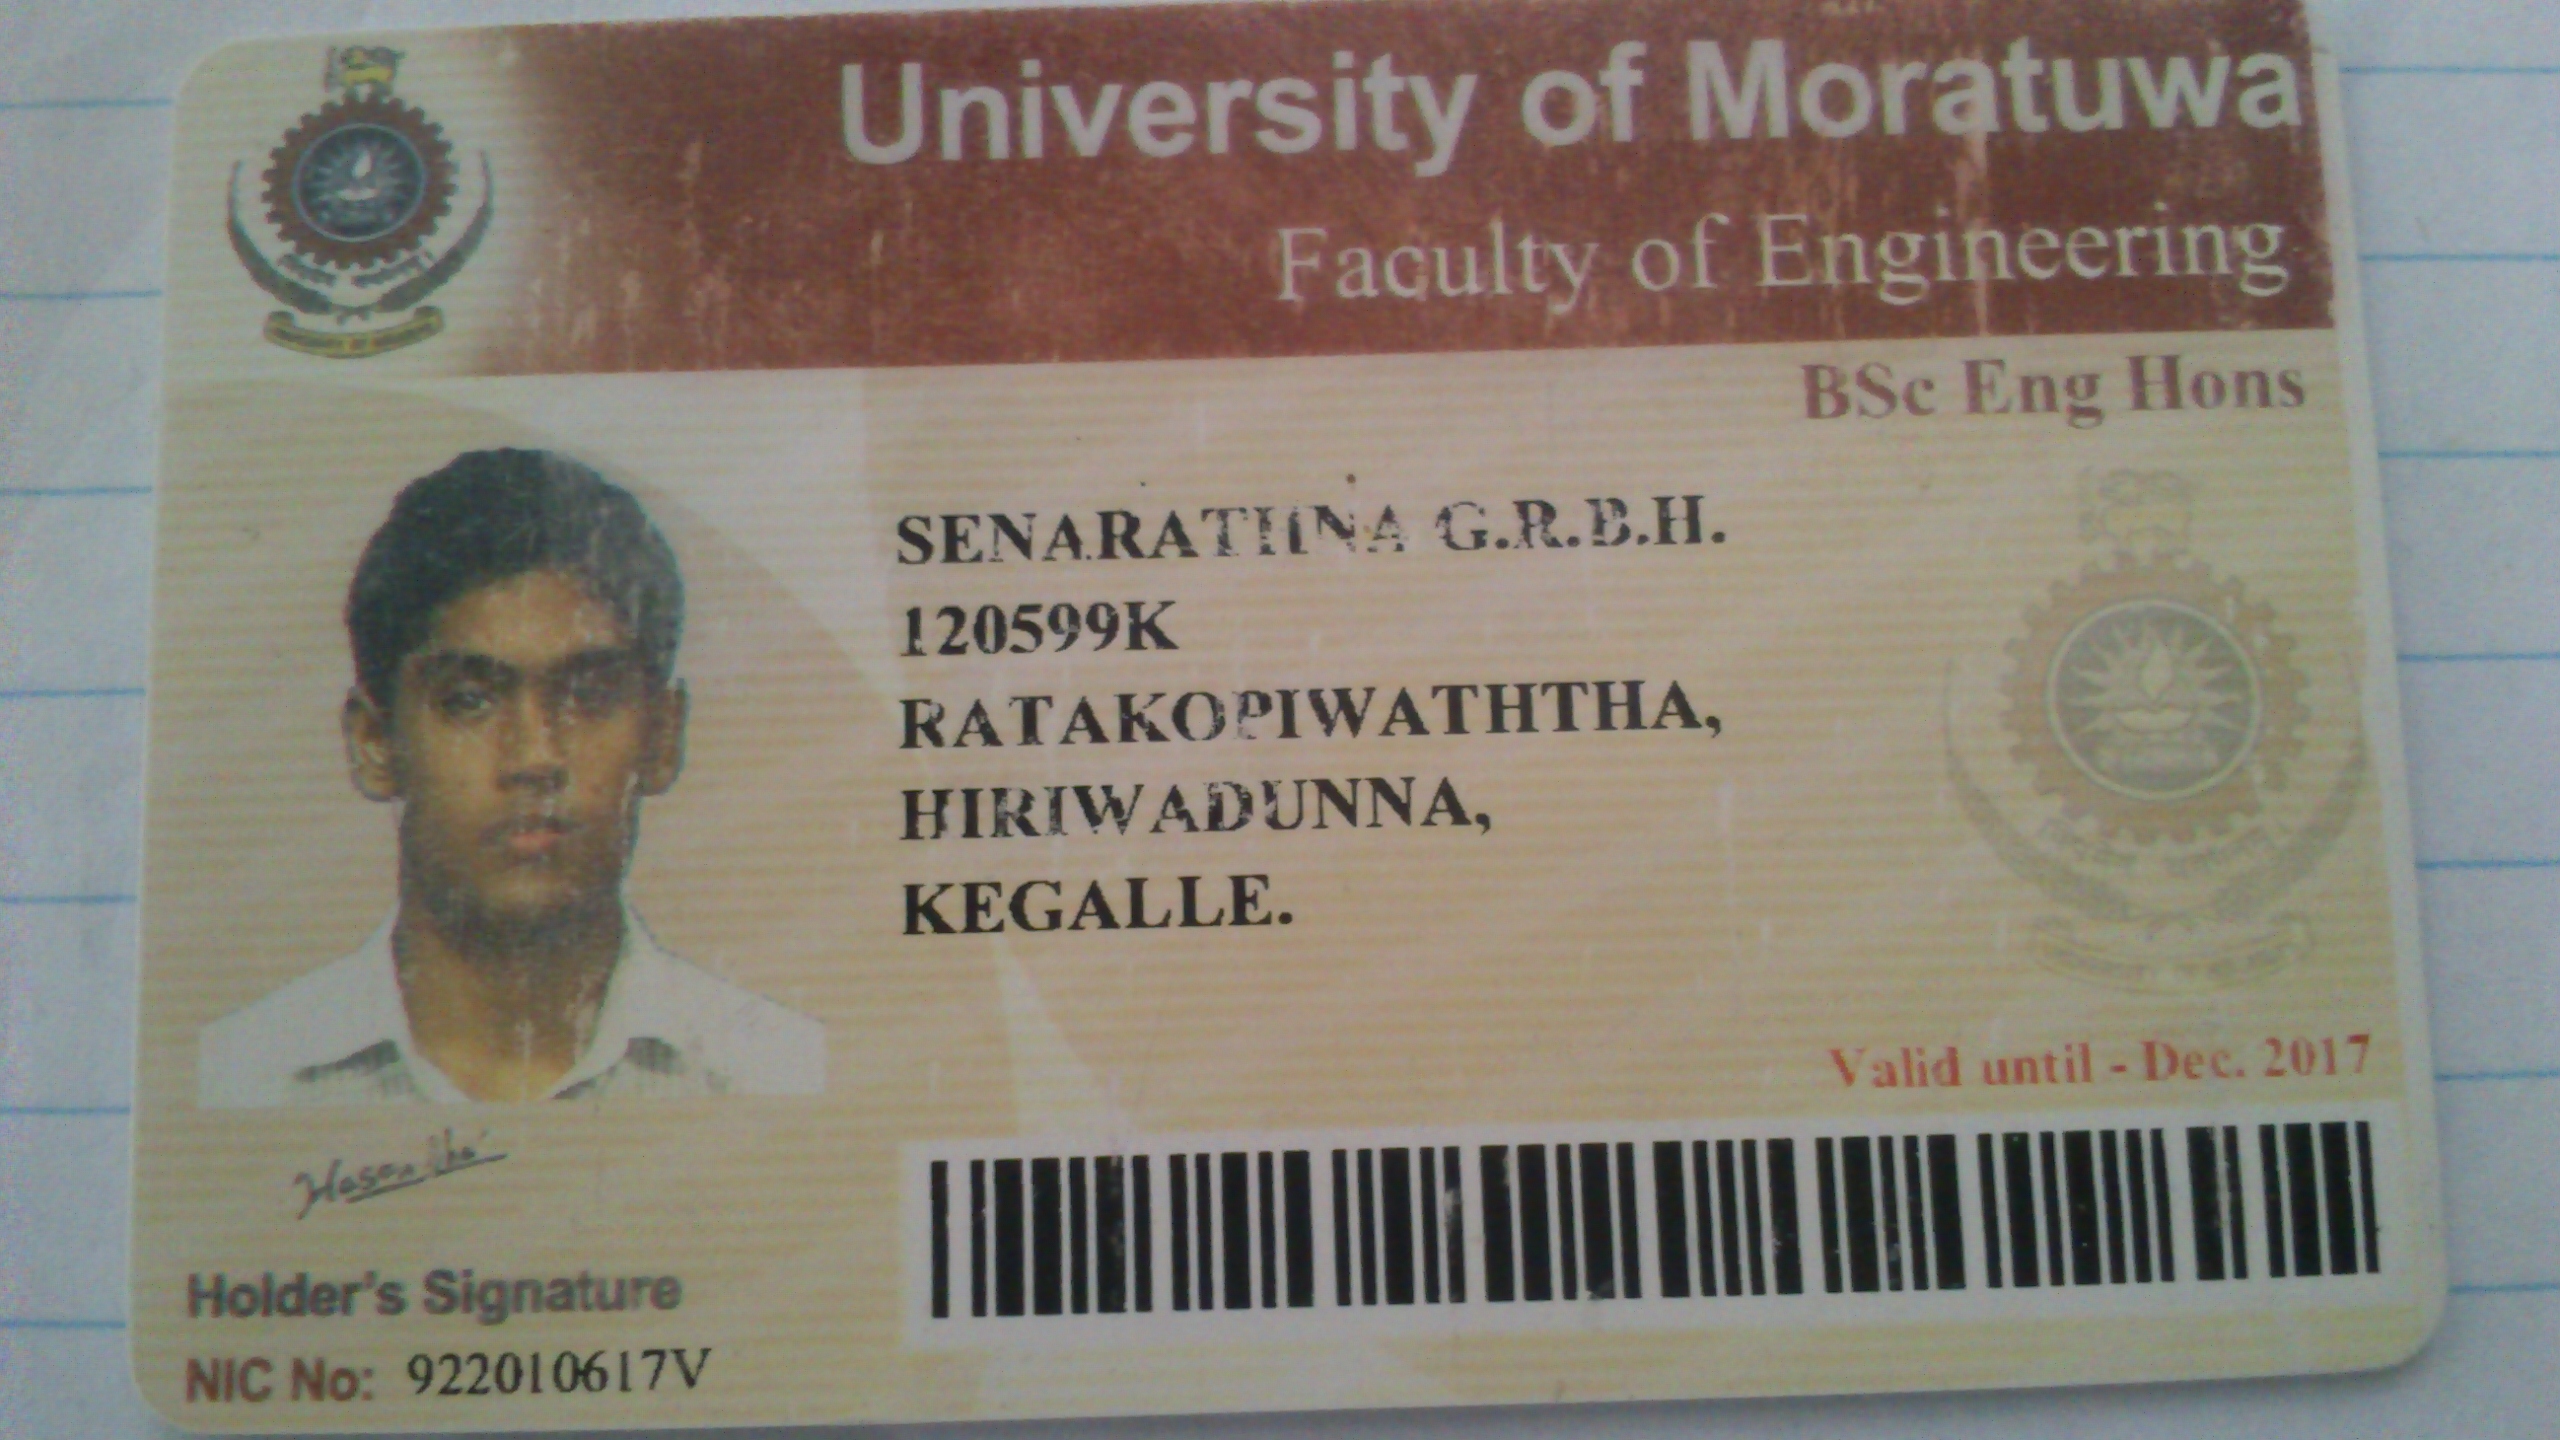 University of Moratuwa
Faculty of Engineering
BSc Eng Hons
SENARATHNA G.R.B.H.
120599K
RATAKOPIWATHTHA,
HIRIWADUNNA,
KEGALLE.
Valid until - Dec. 2017
Holder's Signature
NIC No: 922010617V